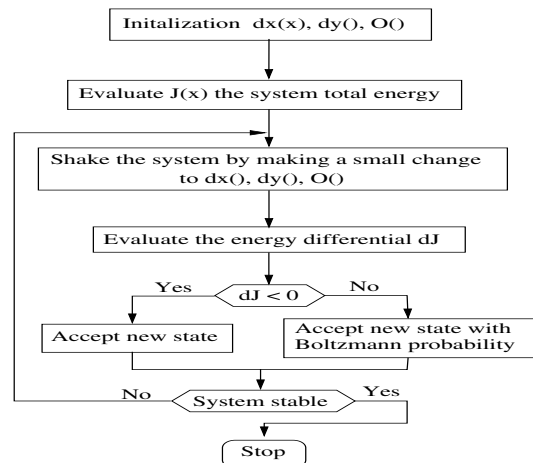 Initalization dx(x), dy(), O()
Evaluate J(x) the system total energy
Shake the system by making a small change
to dx(), dy(), O()
Evaluate the energy differential dJ
Yes
dJ < 0
No
Accept new state
Accept new state with
Boltzmann probability
No
System stable
Yes
Stop